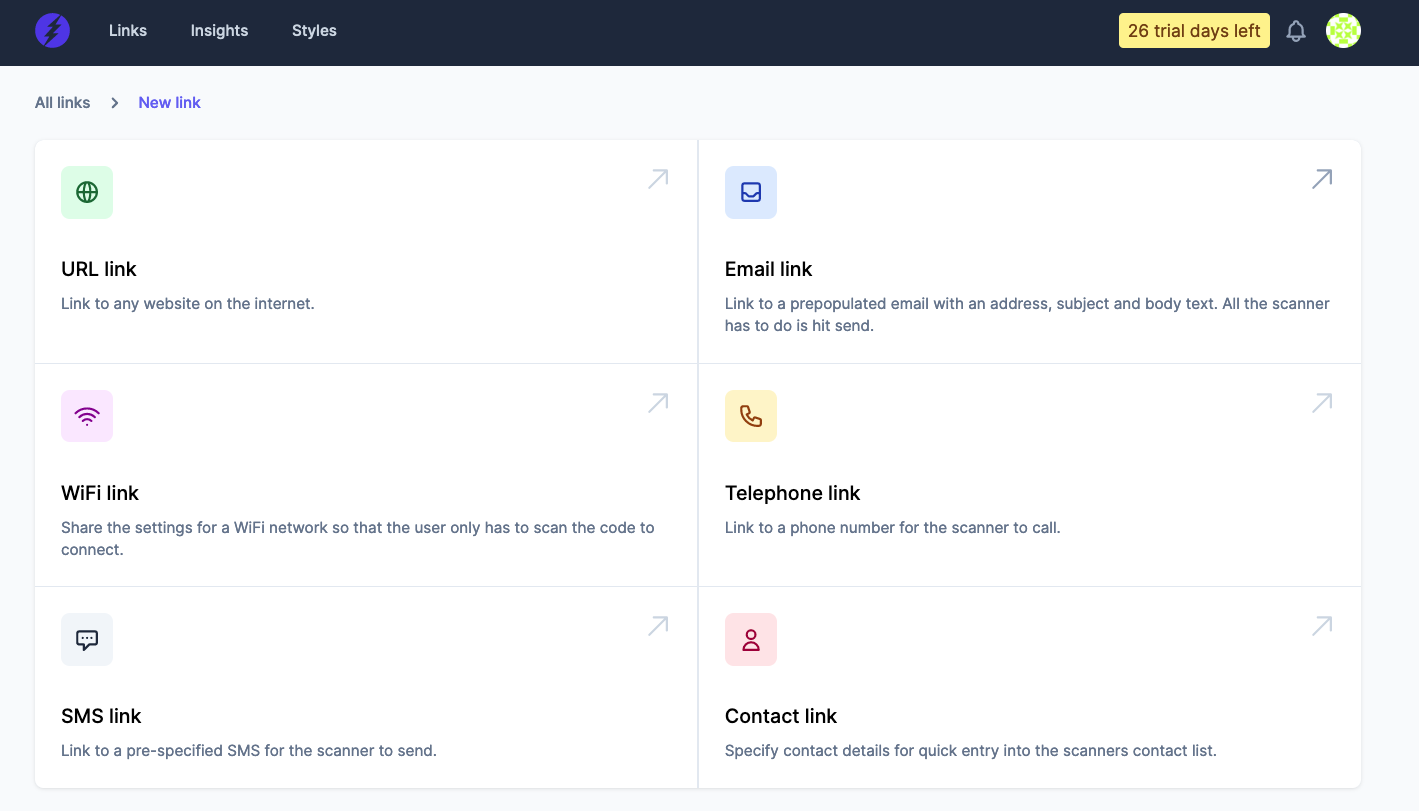 Links
Insights
Styles
26 trial days left
All links
New link
URL link
Link to any website on the internet.
Email link
Link to a prepopulated email with an address, subject and body text. All the scanner
has to do is hit send.
WiFi link
Share the settings for a WiFi network so that the user only has to scan the code to
connect.
Telephone link
Link to a phone number for the scanner to call.
SMS link
Link to a pre-specified SMS for the scanner to send.
Contact link
Specify contact details for quick entry into the scanners contact list.